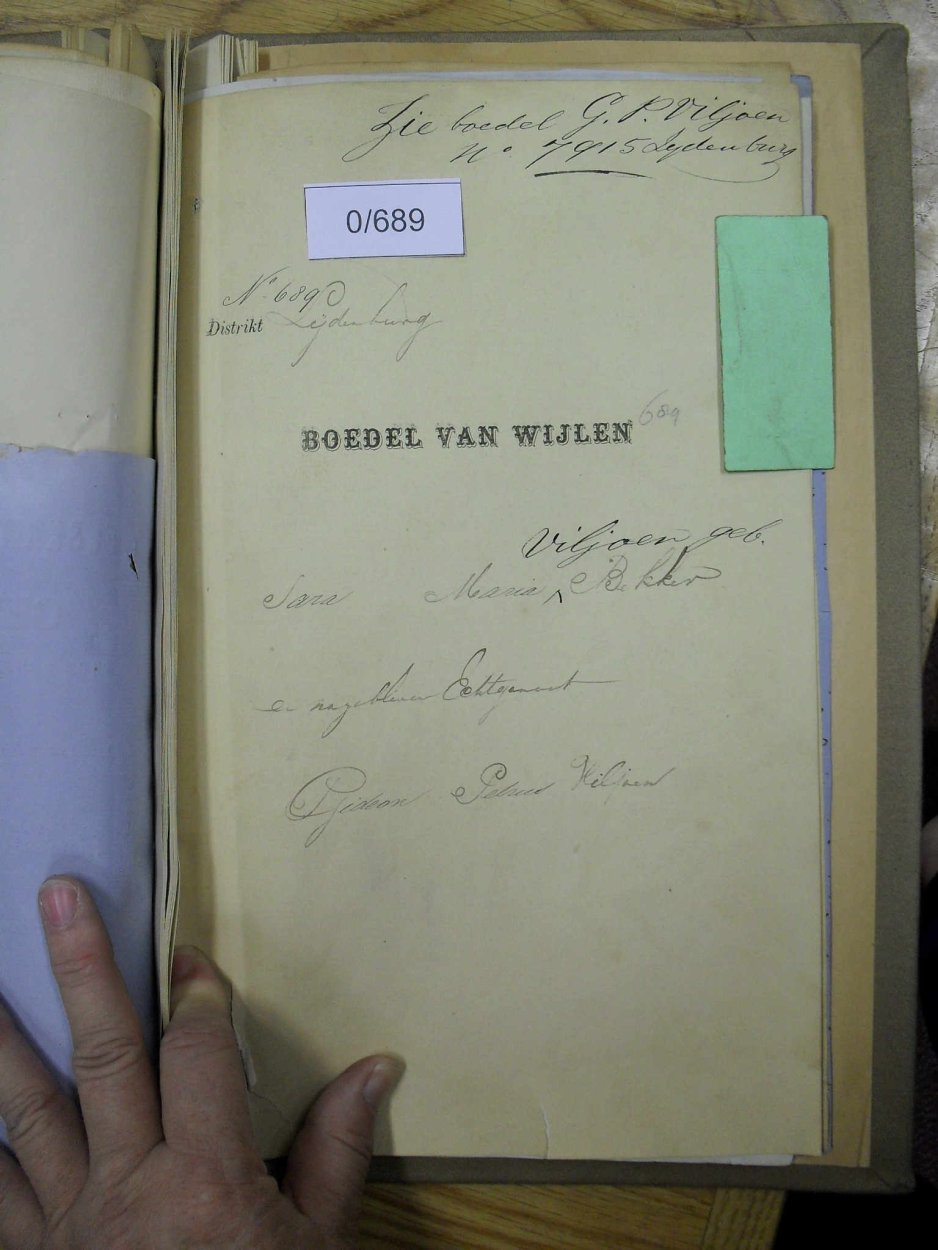 Zie boedel G. P. Viljoen
No. 7915 Lydenburg
0/689
No. 689
Distrikt Lijdenburg
689
BOEDEL VAN WIJLEN
Viljoen geb.
Sara Maria ^ Bekker
en nagebleven Echtgenoot
Gideon Petrus Viljoen